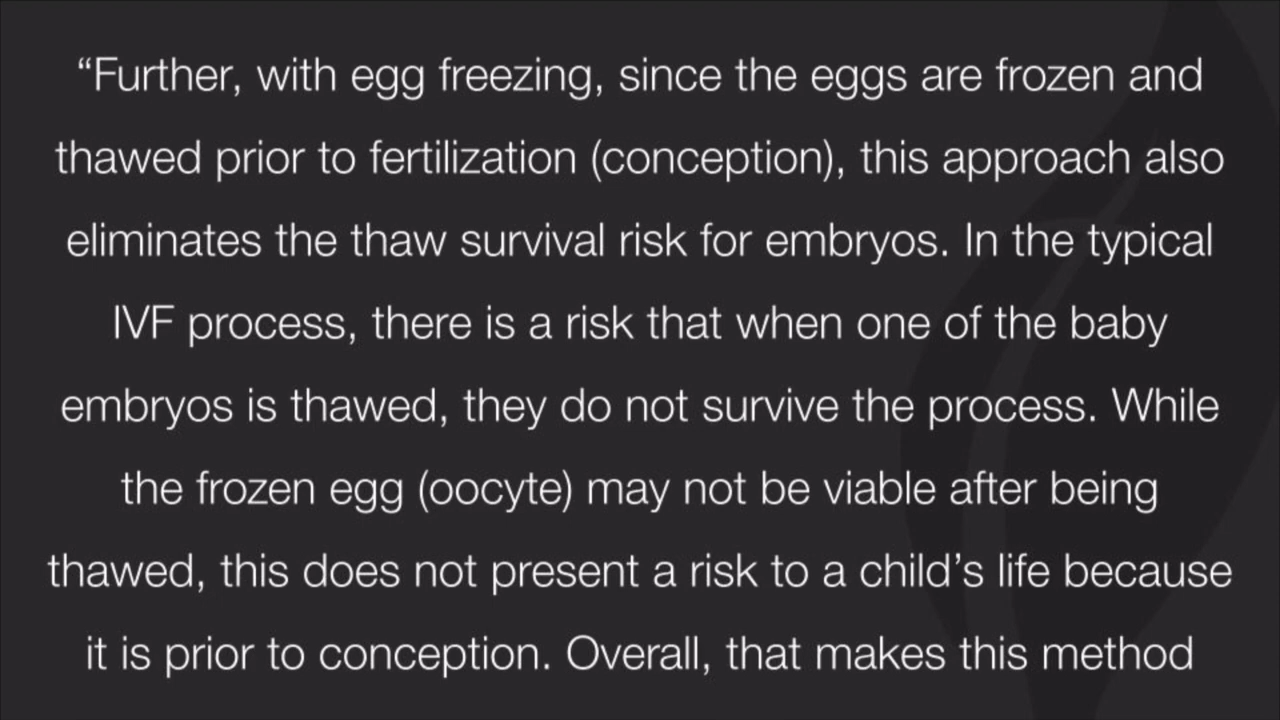 “Further, with egg freezing, since the eggs are frozen and
thawed prior to fertilization (conception), this approach also
eliminates the thaw survival risk for embryos. In the typical
IVF process, there is a risk that when one of the baby
embryos is thawed, they do not survive the process. While
the frozen egg (oocyte) may not be viable after being
thawed, this does not present a risk to a child’s life because
it is prior to conception. Overall, that makes this method